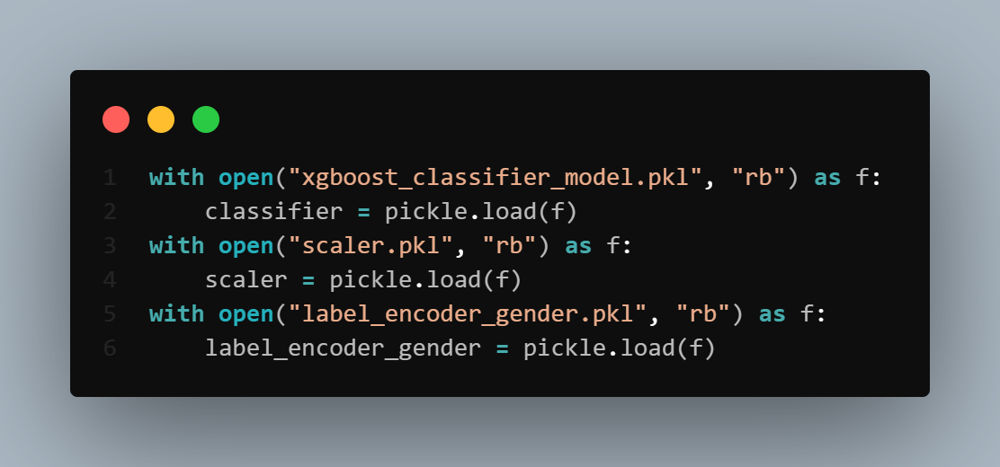 1 with open("xgboost_classifier_model.pkl", "rb") as f:
2     classifier = pickle.load(f)
3 with open("scaler.pkl", "rb") as f:
4     scaler = pickle.load(f)
5 with open("label_encoder_gender.pkl", "rb") as f:
6     label_encoder_gender = pickle.load(f)